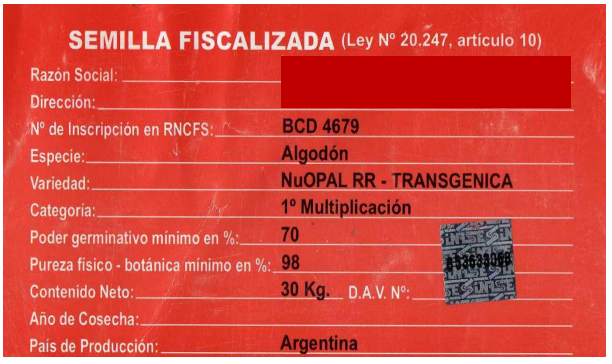 SEMILLA FISCALIZADA (Ley Nº 20.247, artículo 10)
Razón Social:
Dirección:
Nº de Inscripción en RNCFS: BCD 4679
Especie: Algodón
Variedad: NuOPAL RR - TRANSGENICA
Categoría: 1º Multiplicación
Poder germinativo mínimo en %: 70
Pureza físico - botánica mínimo en %: 98
Contenido Neto: 30 Kg. D.A.V. Nº:
Año de Cosecha:
País de Producción: Argentina